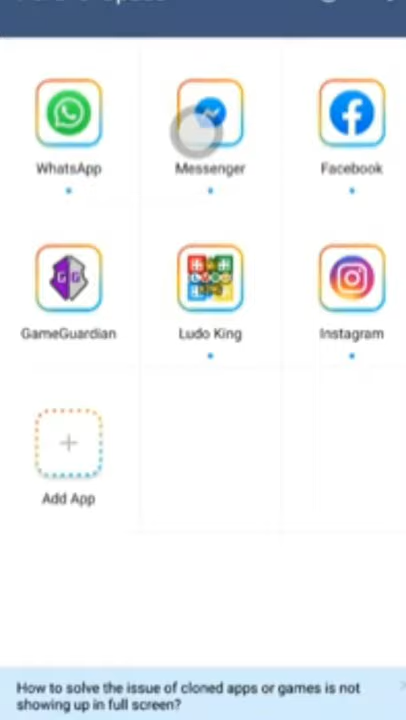 WhatsApp
Messenger
Facebook
GameGuardian
Ludo King
Instagram
Add App
How to solve the issue of cloned apps or games is not
showing up in full screen?